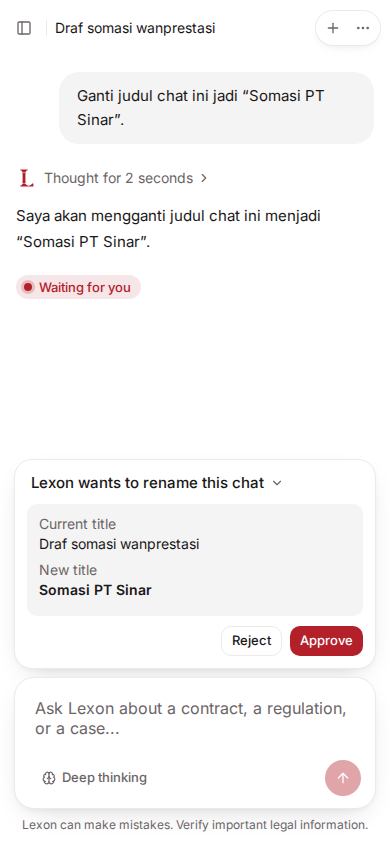 Draf somasi wanprestasi
Ganti judul chat ini jadi “Somasi PT
Sinar”.
L Thought for 2 seconds
Saya akan mengganti judul chat ini menjadi
“Somasi PT Sinar”.
Waiting for you
Lexon wants to rename this chat
Current title
Draf somasi wanprestasi
New title
Somasi PT Sinar
Reject Approve
Ask Lexon about a contract, a regulation,
or a case...
Deep thinking
Lexon can make mistakes. Verify important legal information.